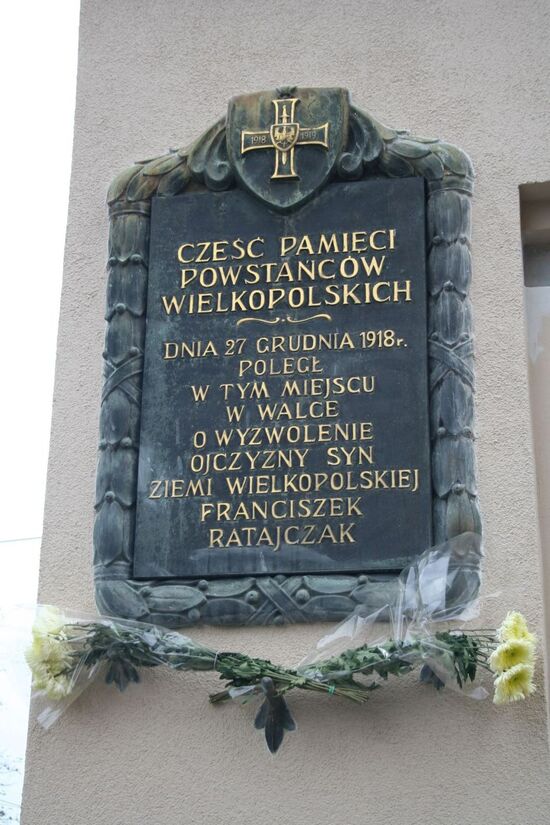 1918 1919
CZEŚĆ PAMIĘCI
POWSTAŃCÓW
WIELKOPOLSKICH
DNIA 27 GRUDNIA 1918 r.
POLEGŁ
W TYM MIEJSCU
W WALCE
O WYZWOLENIE
OJCZYZNY SYN
ZIEMI WIELKOPOLSKIEJ
FRANCISZEK
RATAJCZAK